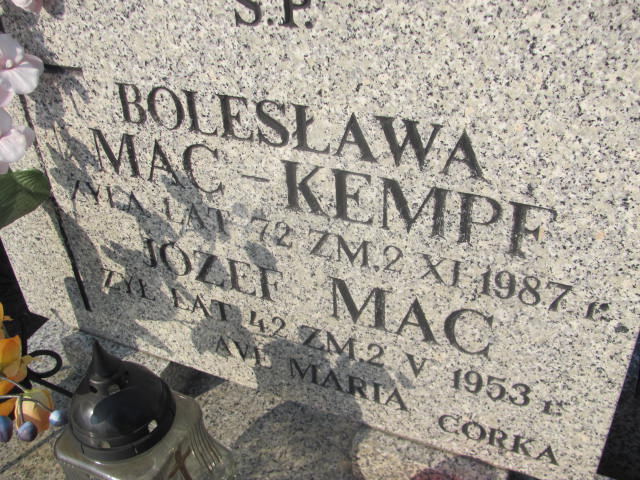 Ś.P.
BOLESŁAWA
MAC - KEMPF
ŻYŁA LAT 72 ZM. 2 XI 1987 r.
JÓZEF MAC
ŻYŁ LAT 42 ZM. 2 V 1953 r.
AVE MARIA CÓRKA